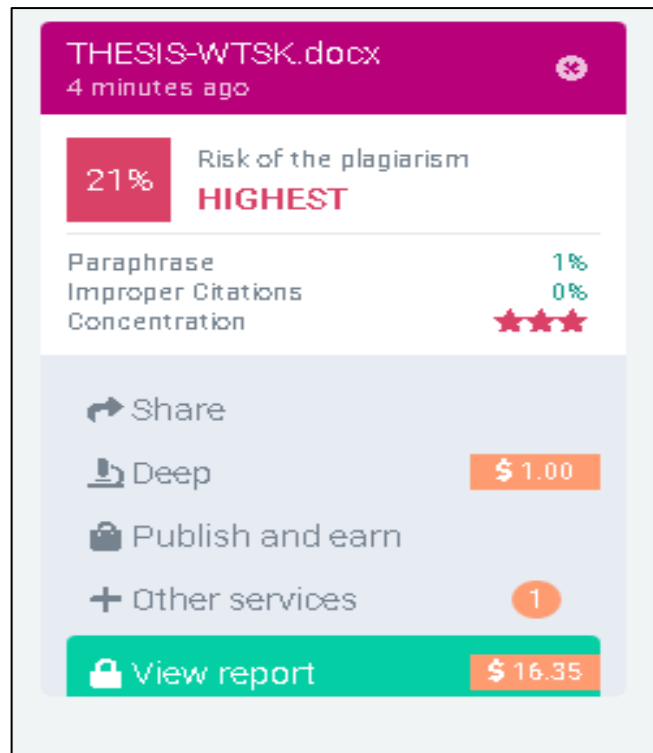 THESIS-WTSK.docx
4 minutes ago
21%
Risk of the plagiarism
HIGHEST
Paraphrase 1%
Improper Citations 0%
Concentration
Share
Deep $ 1.00
Publish and earn
Other services 1
View report $ 16.35